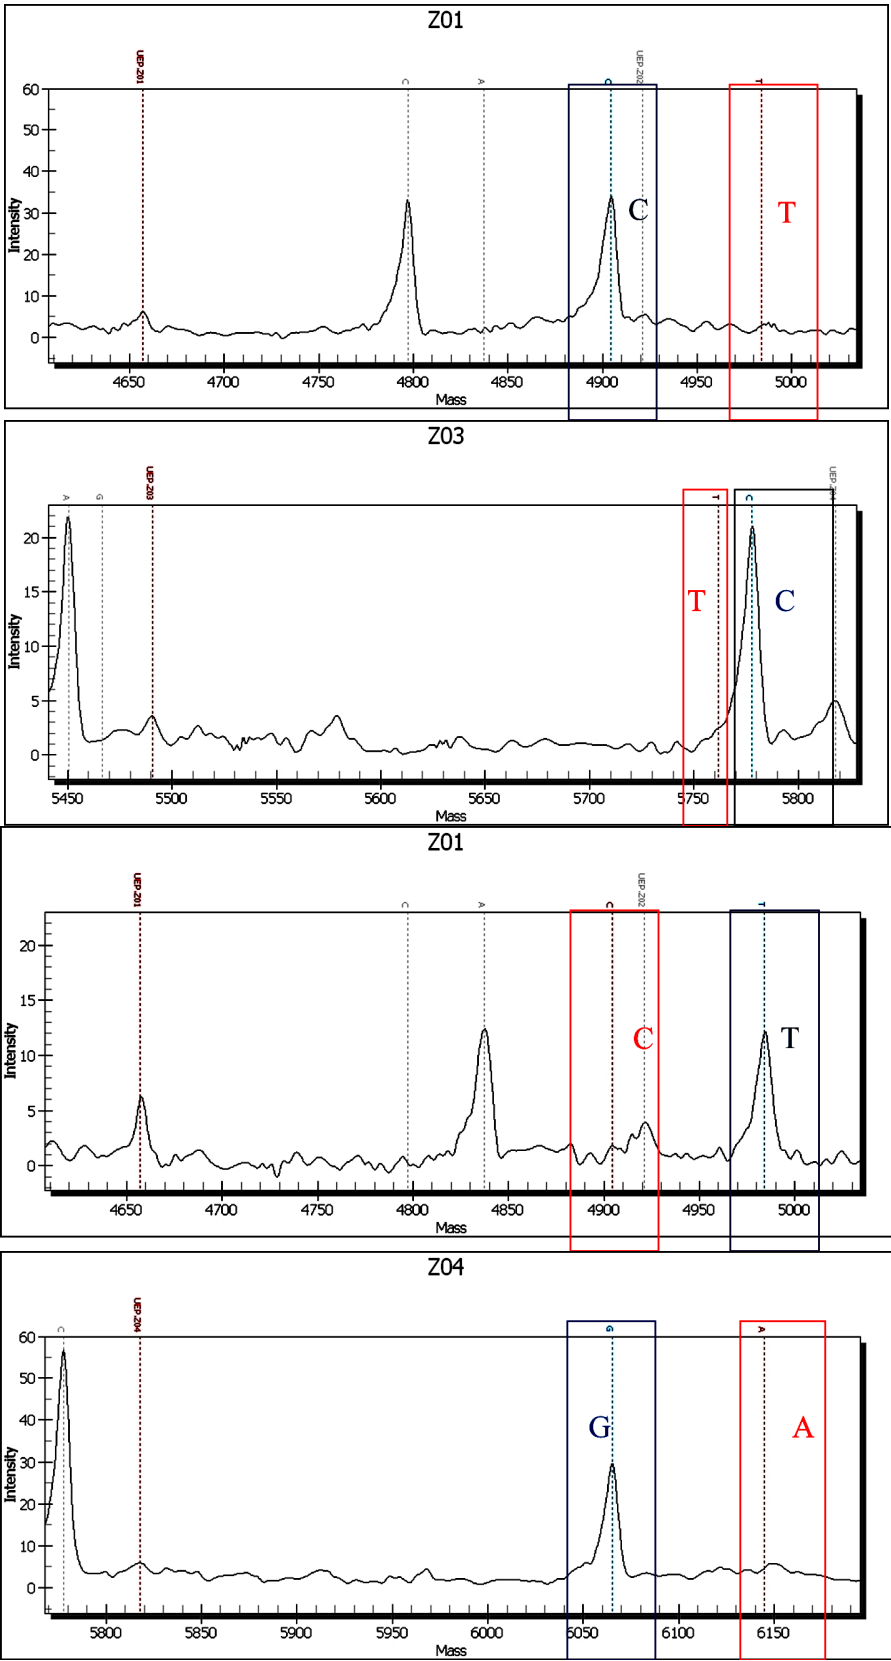 Z01
UEP.Z01 C A C UEP.Z02 T
60
50
40
30
20
10
0
Intensity
C T
4650 4700 4750 4800 4850 4900 4950 5000
Mass
Z03
A G UEP.Z03 T C
20
15
10
5
0
Intensity
T C
5450 5500 5550 5600 5650 5700 5750 5800
Mass
Z01
UEP.Z01 C A C UEP.Z02 T
20
15
10
5
0
Intensity
C T
4650 4700 4750 4800 4850 4900 4950 5000
Mass
Z04
C UEP.Z04 G A
60
50
40
30
20
10
0
Intensity
G A
5800 5850 5900 5950 6000 6050 6100 6150
Mass